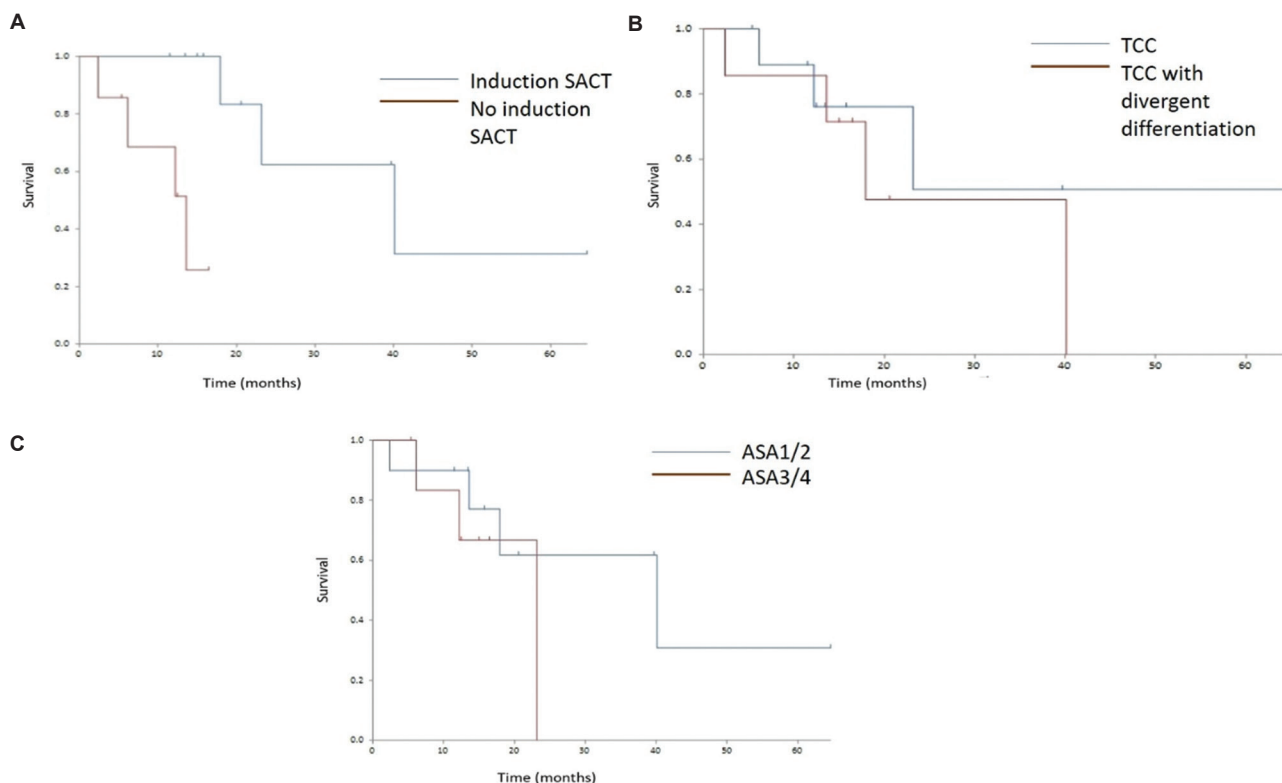 A
1.0
0.8
0.6
0.4
0.2
0.0
Survival
0
10
20
30
40
50
60
Time (months)
Induction SACT
No induction
SACT
B
1.0
0.8
0.6
0.4
0.2
0.0
Survival
0
10
20
30
40
50
60
Time (months)
TCC
TCC with
divergent
differentiation
C
1.0
0.8
0.6
0.4
0.2
0.0
Survival
0
10
20
30
40
50
60
Time (months)
ASA1/2
ASA3/4